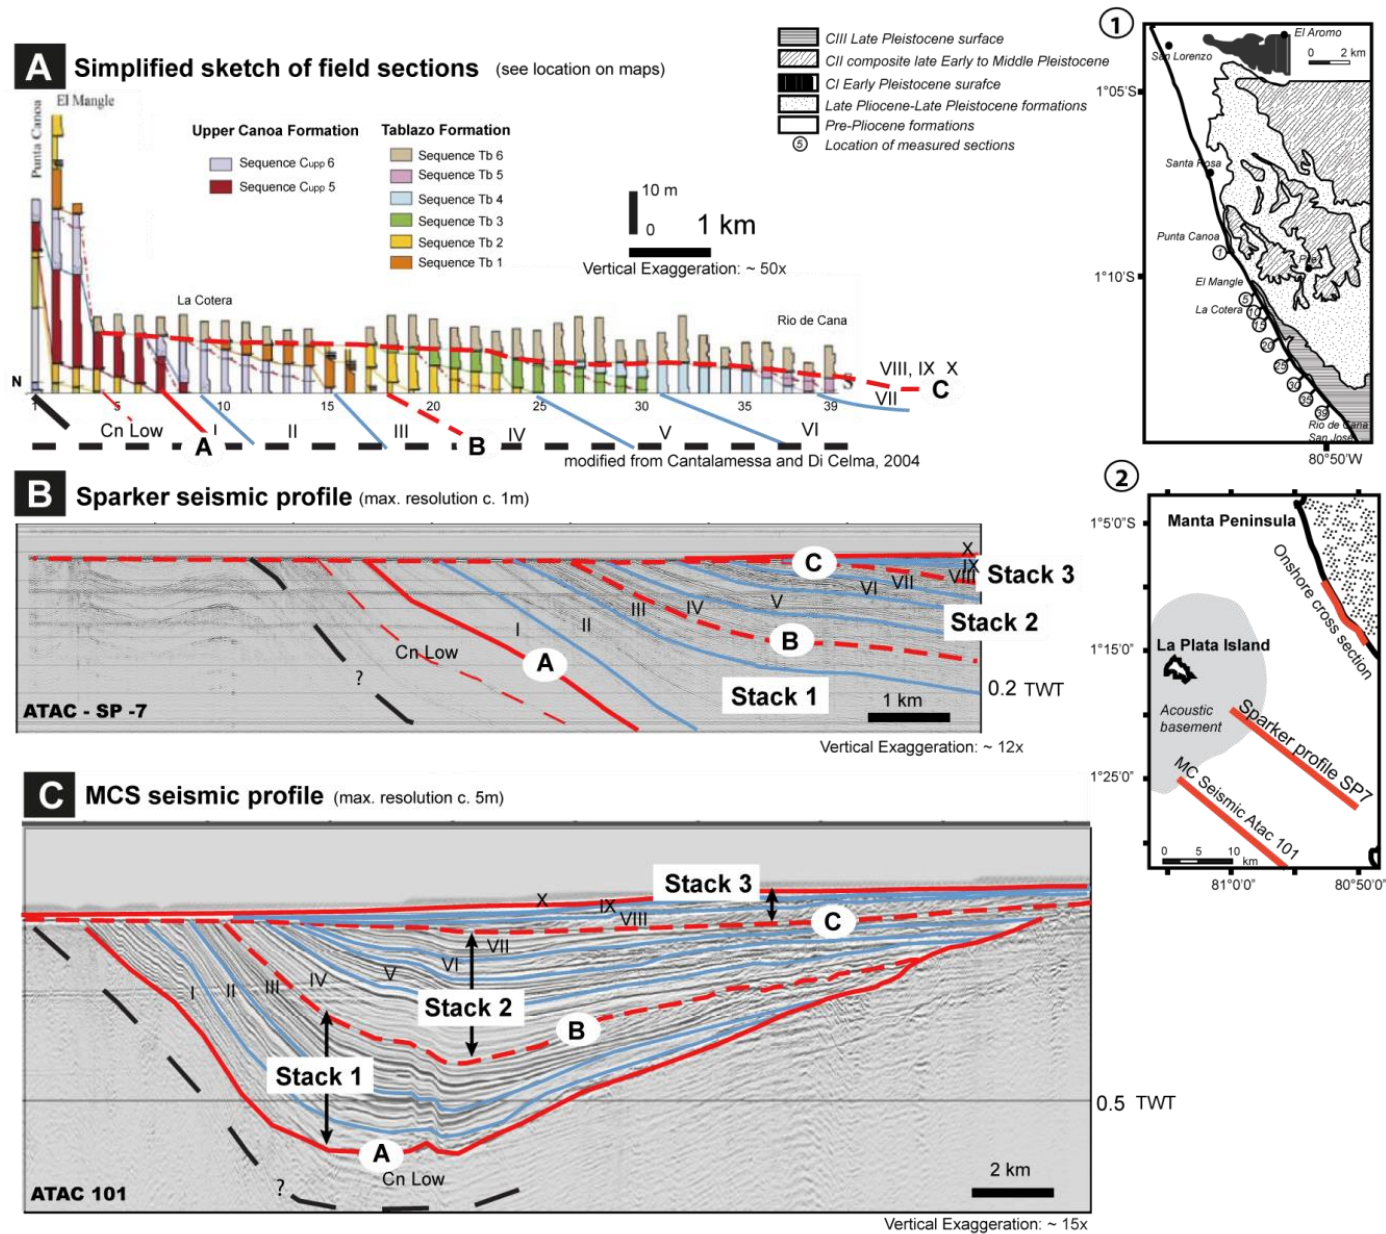 A Simplified sketch of field sections (see location on maps)
Punta Canoa
El Mangle
Upper Canoa Formation
Sequence Cupp 6
Sequence Cupp 5
Tablazo Formation
Sequence Tb 6
Sequence Tb 5
Sequence Tb 4
Sequence Tb 3
Sequence Tb 2
Sequence Tb 1
10 m
0
1 km
Vertical Exaggeration: ~ 50x
La Cotera
Rio de Cana
N
S
1 5 10 15 20 25 30 35 39
VIII, IX X
C
VII
Cn Low
A
I
II
III
B
IV
V
VI
modified from Cantalamessa and Di Celma, 2004
B Sparker seismic profile (max. resolution c. 1m)
X
IX
VIII
C
Stack 3
VII
VI
V
IV
III
Stack 2
II
I
B
Cn Low
A
?
Stack 1
0.2 TWT
1 km
ATAC - SP -7
Vertical Exaggeration: ~ 12x
C MCS seismic profile (max. resolution c. 5m)
Stack 3
X
IX
VIII
C
VII
VI
V
IV
III
II
I
Stack 2
B
Stack 1
A
Cn Low
?
0.5 TWT
2 km
ATAC 101
Vertical Exaggeration: ~ 15x
CIII Late Pleistocene surface
CII composite late Early to Middle Pleistocene
CI Early Pleistocene surafce
Late Pliocene-Late Pleistocene formations
Pre-Pliocene formations
5 Location of measured sections
1
El Aromo
San Lorenzo
0 2 km
1°05'S
Santa Rosa
Punta Canoa
1
1°10'S
El Mangle
La Cotera
5
10
15
20
25
30
35
39
Rio de Cana
San José
80°50'W
2
1°5'0"S
Manta Peninsula
Onshore cross section
La Plata Island
1°15'0'
Acoustic
basement
Sparker profile SP7
1°25'0'
MC Seismic Atac 101
0 5 10
km
81°0'0'
80°50'0'